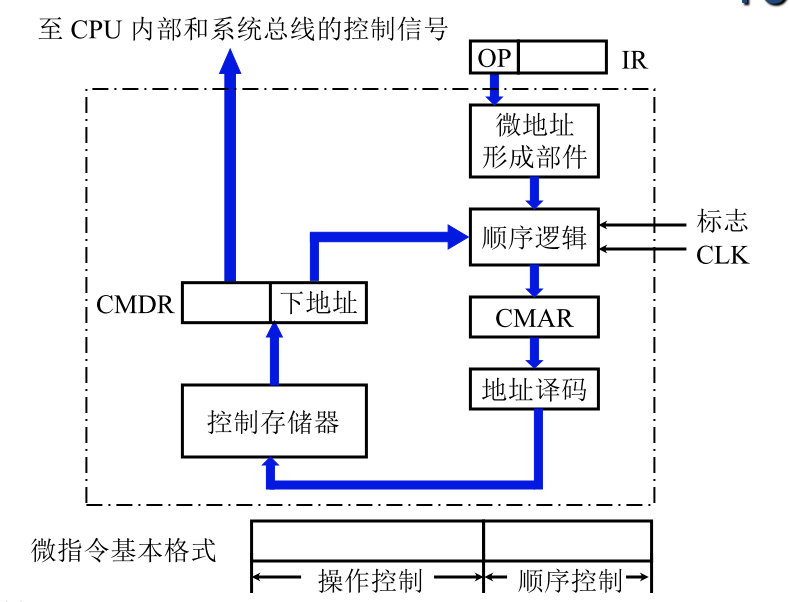 至 CPU 内部和系统总线的控制信号
OP
IR
微地址
形成部件
顺序逻辑
标志
CLK
CMDR
下地址
CMAR
地址译码
控制存储器
微指令基本格式
操作控制
顺序控制